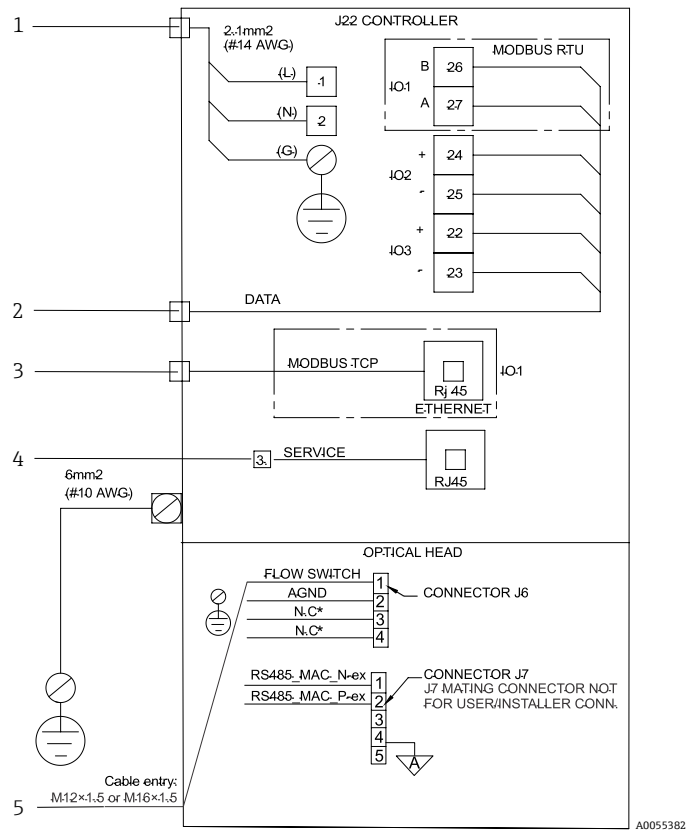 J22 CONTROLLER
1
2.1mm2
(#14 AWG)
MODBUS RTU
(L)
1
B
26
IO1
A
27
(N)
2
(G)
+
24
IO2
-
25
+
22
IO3
-
23
2
DATA
3
MODBUS TCP
IO1
Rj 45
ETHERNET
4
3.
SERVICE
RJ45
6mm2
(#10 AWG)
OPTICAL HEAD
FLOW SWITCH
1
CONNECTOR J6
AGND
2
N.C*
3
N.C*
4
RS485_MAC_N-ex
1
CONNECTOR J7
RS485_MAC_P-ex
2
J7 MATING CONNECTOR NOT
FOR USER/INSTALLER CONN.
3
4
5
A
Cable entry:
M12×1.5 or M16×1.5
5
A0055382